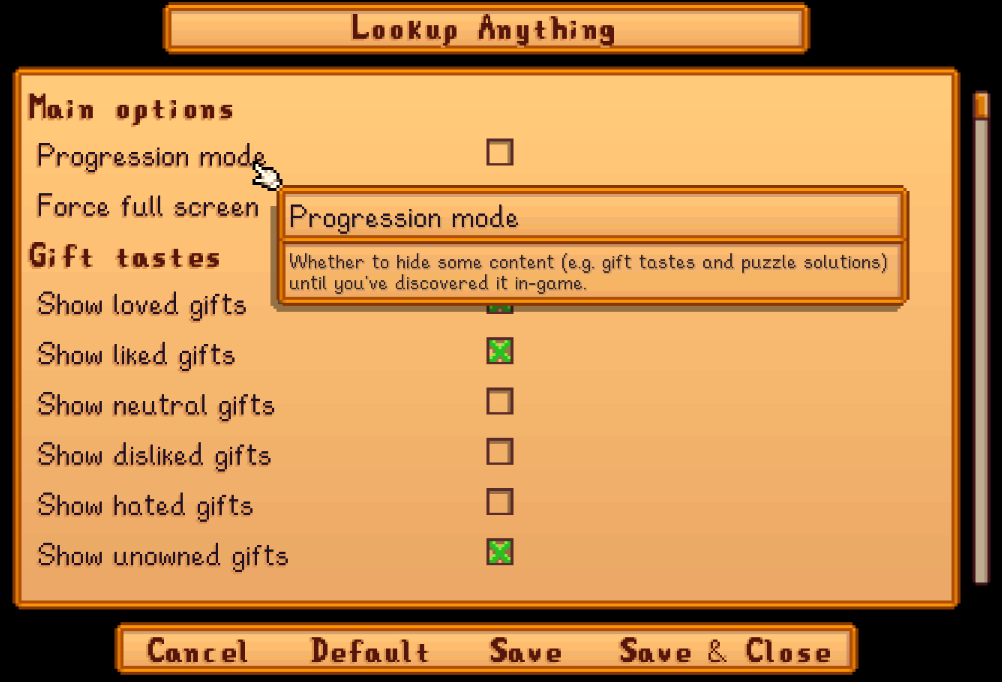 Lookup Anything
Main options
Progression mode
Force full screen
Progression mode
Whether to hide some content (e.g. gift tastes and puzzle solutions)
until you've discovered it in-game.
Gift tastes
Show loved gifts
Show liked gifts
Show neutral gifts
Show disliked gifts
Show hated gifts
Show unowned gifts
Cancel Default Save Save & Close